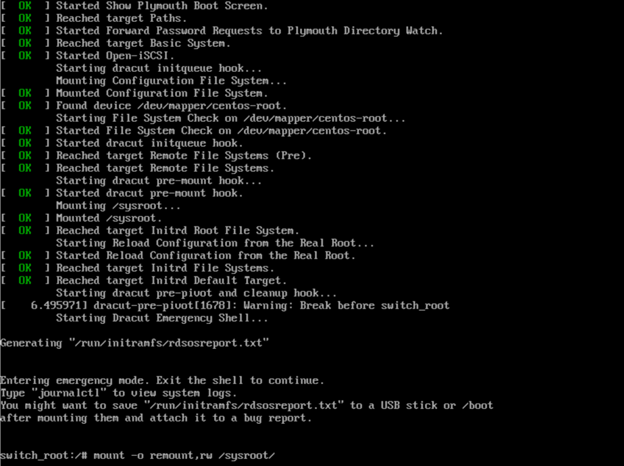 [  OK  ] Started Show Plymouth Boot Screen.
[  OK  ] Reached target Paths.
[  OK  ] Started Forward Password Requests to Plymouth Directory Watch.
[  OK  ] Reached target Basic System.
[  OK  ] Started Open-iSCSI.
         Starting dracut initqueue hook...
         Mounting Configuration File System...
[  OK  ] Mounted Configuration File System.
[  OK  ] Found device /dev/mapper/centos-root.
         Starting File System Check on /dev/mapper/centos-root...
[  OK  ] Started File System Check on /dev/mapper/centos-root.
[  OK  ] Started dracut initqueue hook.
[  OK  ] Reached target Remote File Systems (Pre).
[  OK  ] Reached target Remote File Systems.
         Starting dracut pre-mount hook...
[  OK  ] Started dracut pre-mount hook.
         Mounting /sysroot...
[  OK  ] Mounted /sysroot.
[  OK  ] Reached target Initrd Root File System.
         Starting Reload Configuration from the Real Root...
[  OK  ] Started Reload Configuration from the Real Root.
[  OK  ] Reached target Initrd File Systems.
[  OK  ] Reached target Initrd Default Target.
         Starting dracut pre-pivot and cleanup hook...
[    6.495971] dracut-pre-pivot[1678]: Warning: Break before switch_root
         Starting Dracut Emergency Shell...
Generating "/run/initramfs/rdsosreport.txt"
Entering emergency mode. Exit the shell to continue.
Type "journalctl" to view system logs.
You might want to save "/run/initramfs/rdsosreport.txt" to a USB stick or /boot
after mounting them and attach it to a bug report.
switch_root:/# mount -o remount,rw /sysroot/